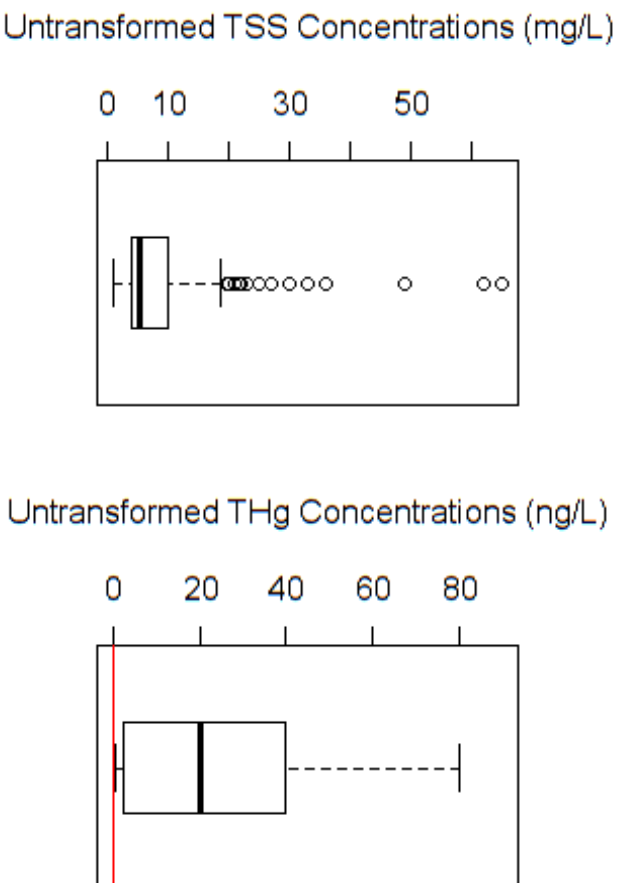 Untransformed TSS Concentrations (mg/L)
0 10 30 50
Untransformed THg Concentrations (ng/L)
0 20 40 60 80